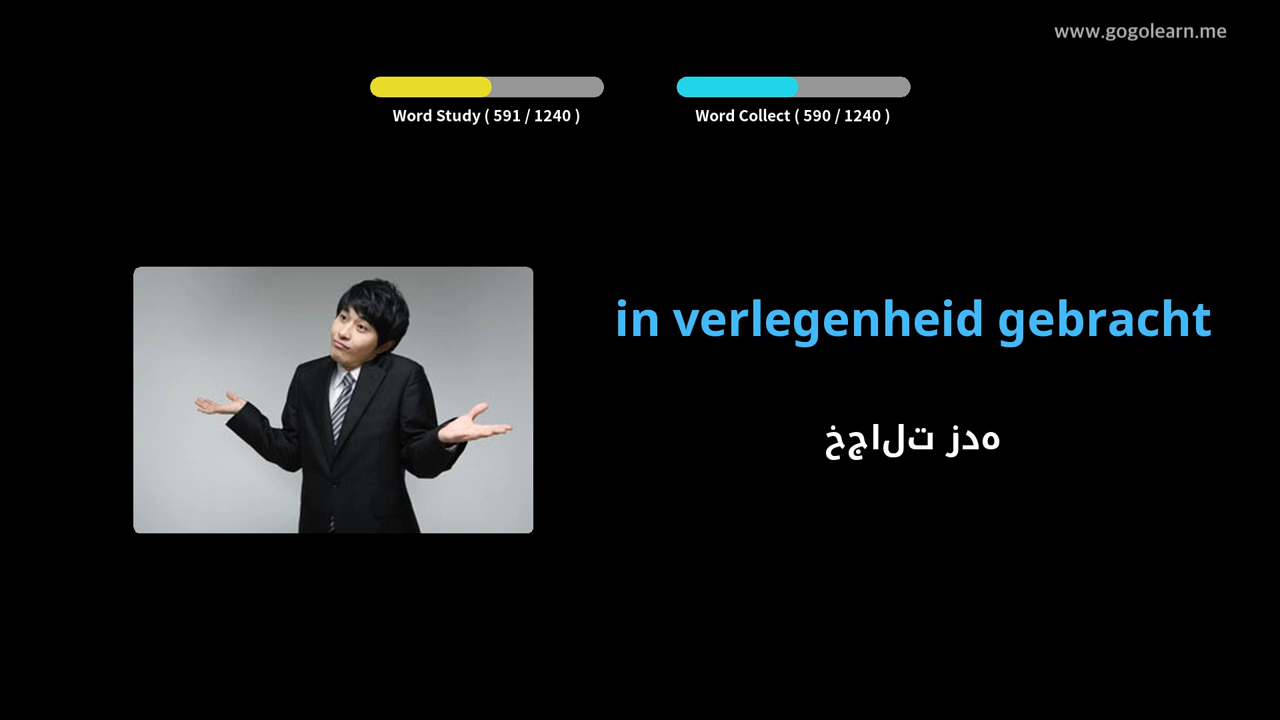 www.gogolearn.me
Word Study ( 591 / 1240 )
Word Collect ( 590 / 1240 )
in verlegenheid gebracht
خجالت زده